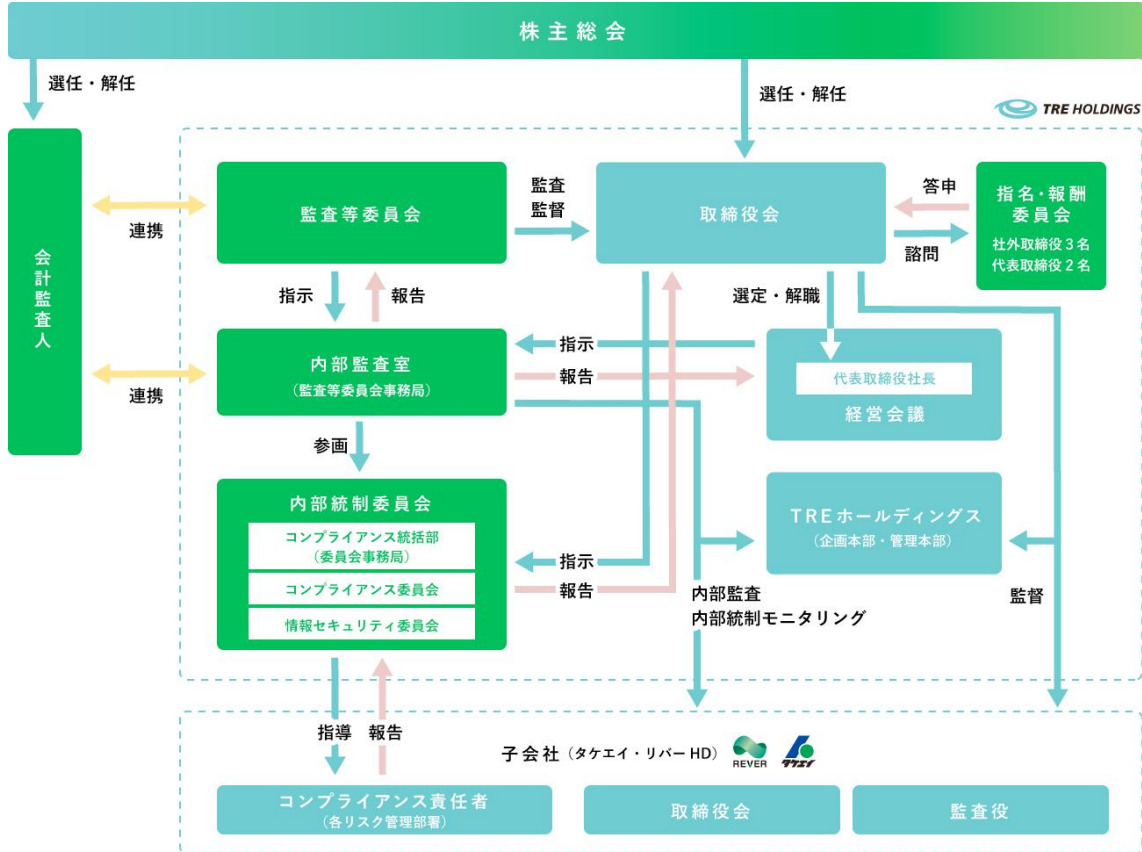 株主総会
選任・解任
選任・解任
TRE HOLDINGS
会計監査人
連携
監査等委員会
監査
監督
取締役会
答申
諮問
指名・報酬
委員会
社外取締役3名
代表取締役2名
指示
報告
選定・解職
連携
内部監査室
(監査等委員会事務局)
指示
報告
代表取締役社長
経営会議
参画
内部統制委員会
コンプライアンス統括部
(委員会事務局)
コンプライアンス委員会
情報セキュリティ委員会
指示
報告
TREホールディングス
(企画本部・管理本部)
内部監査
内部統制モニタリング
監督
指導
報告
子会社(タケエイ・リバーHD)
REVER
タケエイ
コンプライアンス責任者
(各リスク管理部署)
取締役会
監査役